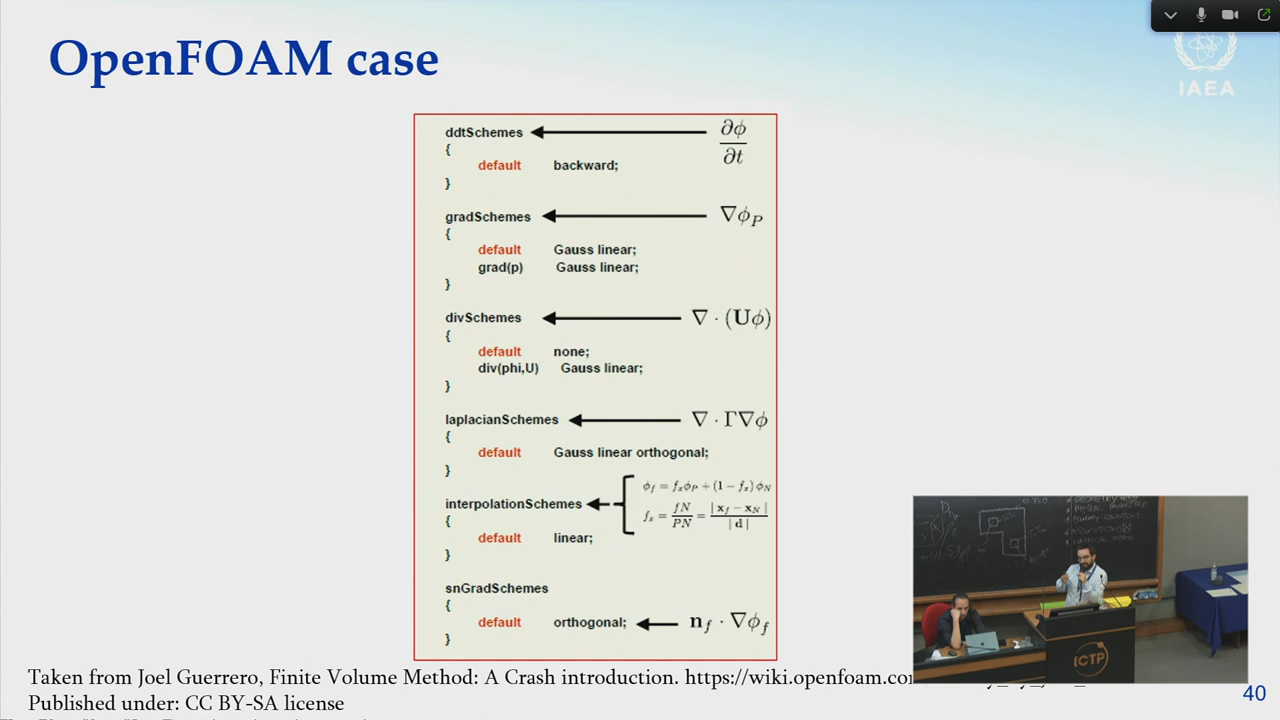 OpenFOAM case
IAEA
ddtSchemes ∂ϕ/∂t
{
default backward;
}
gradSchemes ∇ϕ_P
{
default Gauss linear;
grad(p) Gauss linear;
}
divSchemes ∇ · (Uϕ)
{
default none;
div(phi,U) Gauss linear;
}
laplacianSchemes ∇ · Γ∇ϕ
{
default Gauss linear orthogonal;
}
ϕ_f = f_x ϕ_P + (1 − f_x) ϕ_N
interpolationSchemes
f_x = fN/PN = | x_f − x_N | / | d |
{
default linear;
}
snGradSchemes
{
default orthogonal; n_f · ∇ϕ_f
}
ICTP
Taken from Joel Guerrero, Finite Volume Method: A Crash introduction. https://wiki.openfoam.co
Published under: CC BY-SA license
40